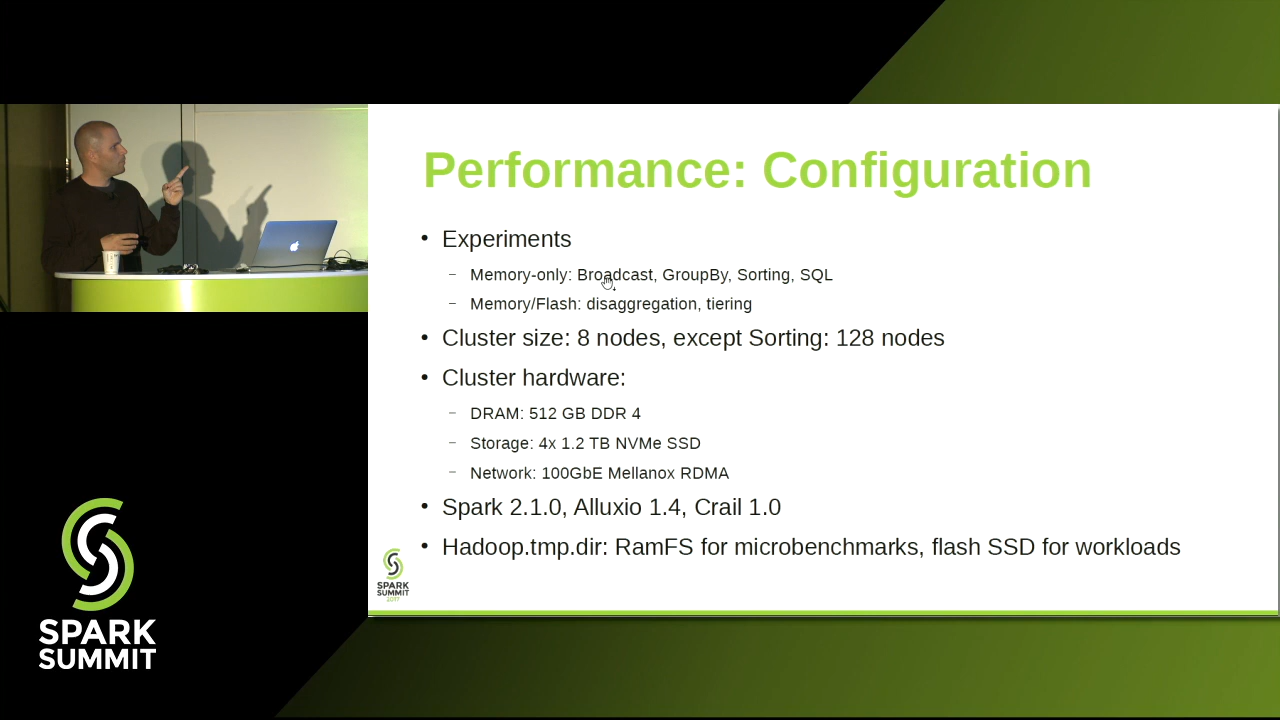 Performance: Configuration
• Experiments
– Memory-only: Broadcast, GroupBy, Sorting, SQL
– Memory/Flash: disaggregation, tiering
• Cluster size: 8 nodes, except Sorting: 128 nodes
• Cluster hardware:
– DRAM: 512 GB DDR 4
– Storage: 4x 1.2 TB NVMe SSD
– Network: 100GbE Mellanox RDMA
• Spark 2.1.0, Alluxio 1.4, Crail 1.0
• Hadoop.tmp.dir: RamFS for microbenchmarks, flash SSD for workloads
SPARK
SUMMIT
2017
SPARK
SUMMIT